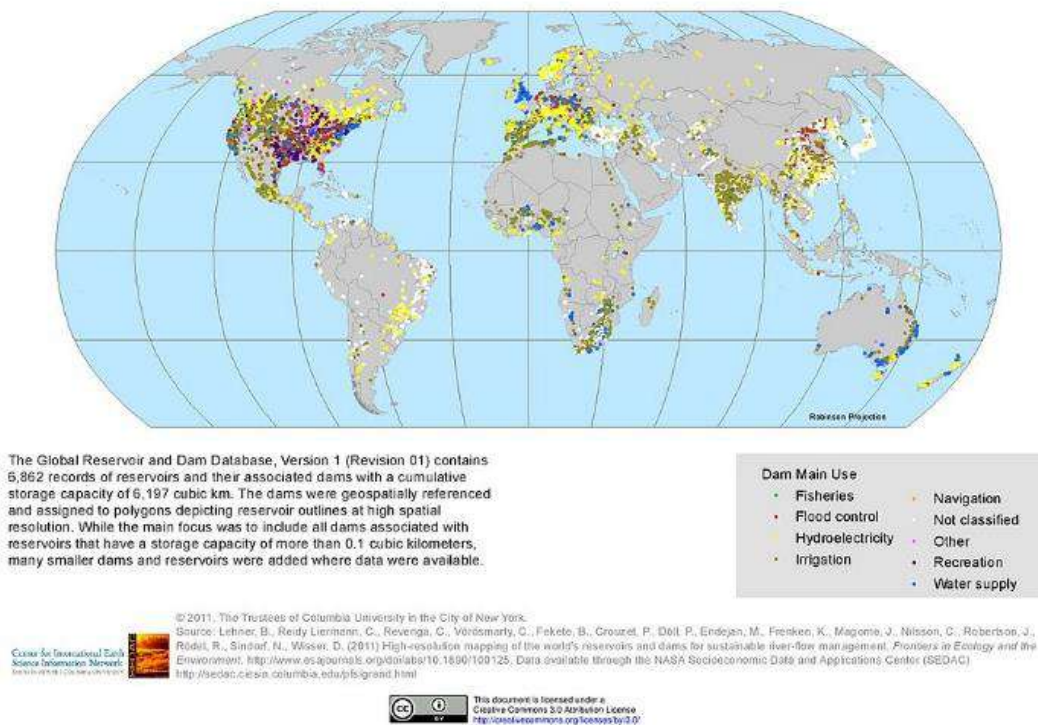 Robinson Projection
The Global Reservoir and Dam Database, Version 1 (Revision 01) contains
6,862 records of reservoirs and their associated dams with a cumulative
storage capacity of 6,197 cubic km. The dams were geospatially referenced
and assigned to polygons depicting reservoir outlines at high spatial
resolution. While the main focus was to include all dams associated with
reservoirs that have a storage capacity of more than 0.1 cubic kilometers,
many smaller dams and reservoirs were added where data were available.
Dam Main Use
Fisheries
Flood control
Hydroelectricity
Irrigation
Navigation
Not classified
Other
Recreation
Water supply
© 2011. The Trustees of Columbia University in the City of New York.
Source: Lehner, B., Reidy Liermann, C., Revenga, C., Vörösmarty, C., Fekete, B., Crouzet, P., Döll, P., Endejan, M., Frenken, K., Magome, J., Nilsson, C., Robertson, J.,
Rödel, R., Sindorf, N., Wisser, D. (2011) High-resolution mapping of the world's reservoirs and dams for sustainable river-flow management. Frontiers in Ecology and the
Environment. http://www.esajournals.org/doi/abs/10.1890/100125. Data available through the NASA Socioeconomic Data and Applications Center (SEDAC)
Center for International Earth
Science Information Network
This document is licensed under a
Creative Commons 3.0 Attribution License
http://creativecommons.org/licenses/by/3.0/
cc
BY